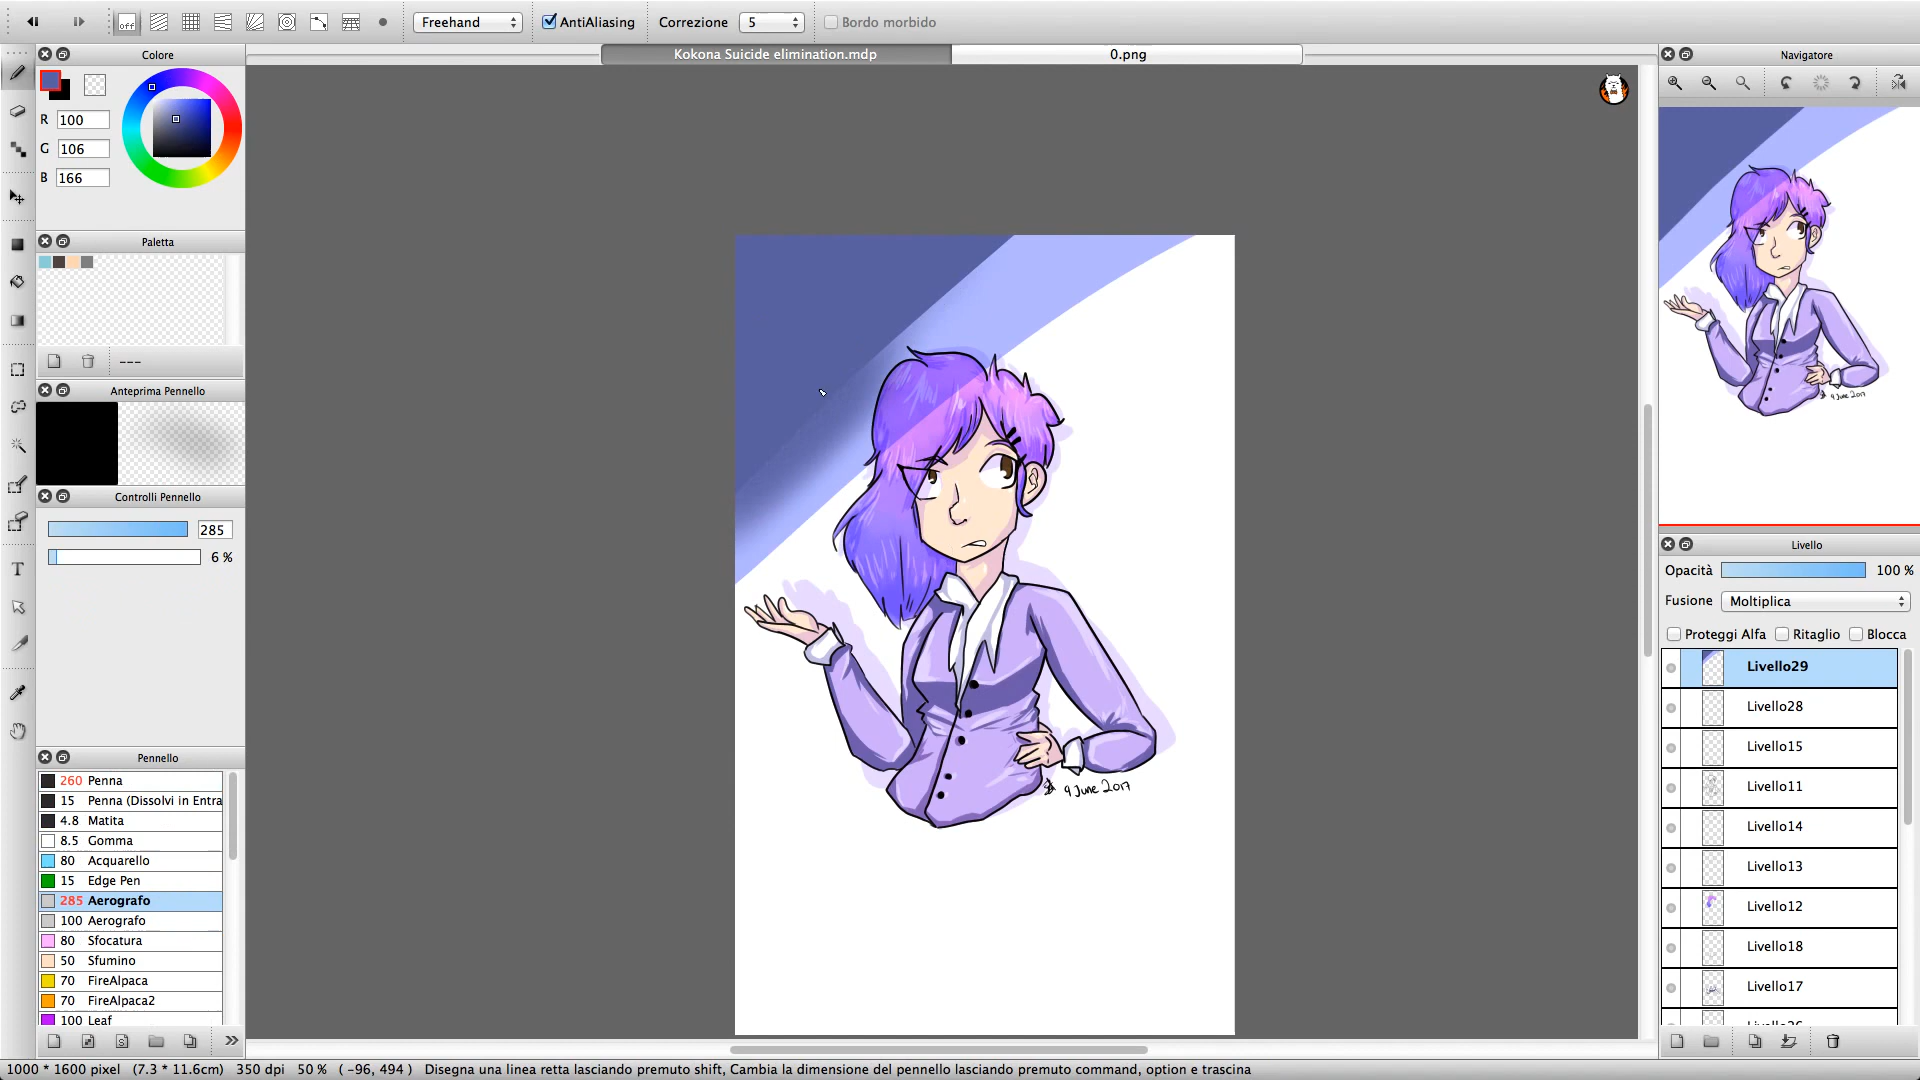 off
Freehand
AntiAliasing
Correzione
5
Bordo morbido
Kokona Suicide elimination.mdp
0.png
Colore
R 100
G 106
B 166
Paletta
---
Anteprima Pennello
Controlli Pennello
285
6 %
Pennello
260 Penna
15 Penna (Dissolvi in Entra
4.8 Matita
8.5 Gomma
80 Acquarello
15 Edge Pen
285 Aerografo
100 Aerografo
80 Sfocatura
50 Sfumino
70 FireAlpaca
70 FireAlpaca2
100 Leaf
9 June 2017
Navigatore
9 June 2017
Livello
Opacità 100 %
Fusione Moltiplica
Proteggi Alfa Ritaglio Blocca
Livello29
Livello28
Livello15
Livello11
Livello14
Livello13
Livello12
Livello18
Livello17
1000 * 1600 pixel (7.3 * 11.6cm) 350 dpi 50 % ( -96, 494 ) Disegna una linea retta lasciando premuto shift, Cambia la dimensione del pennello lasciando premuto command, option e trascina